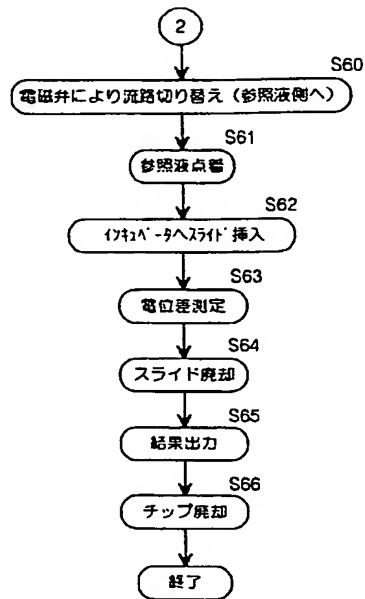 2
S60
電磁弁により流路切り替え（参照液側へ）
S61
参照液点着
S62
ｲﾝｷｭﾍﾞｰﾀへｽﾗｲﾄﾞ挿入
S63
電位差測定
S64
スライド廃却
S65
結果出力
S66
チップ廃却
終了